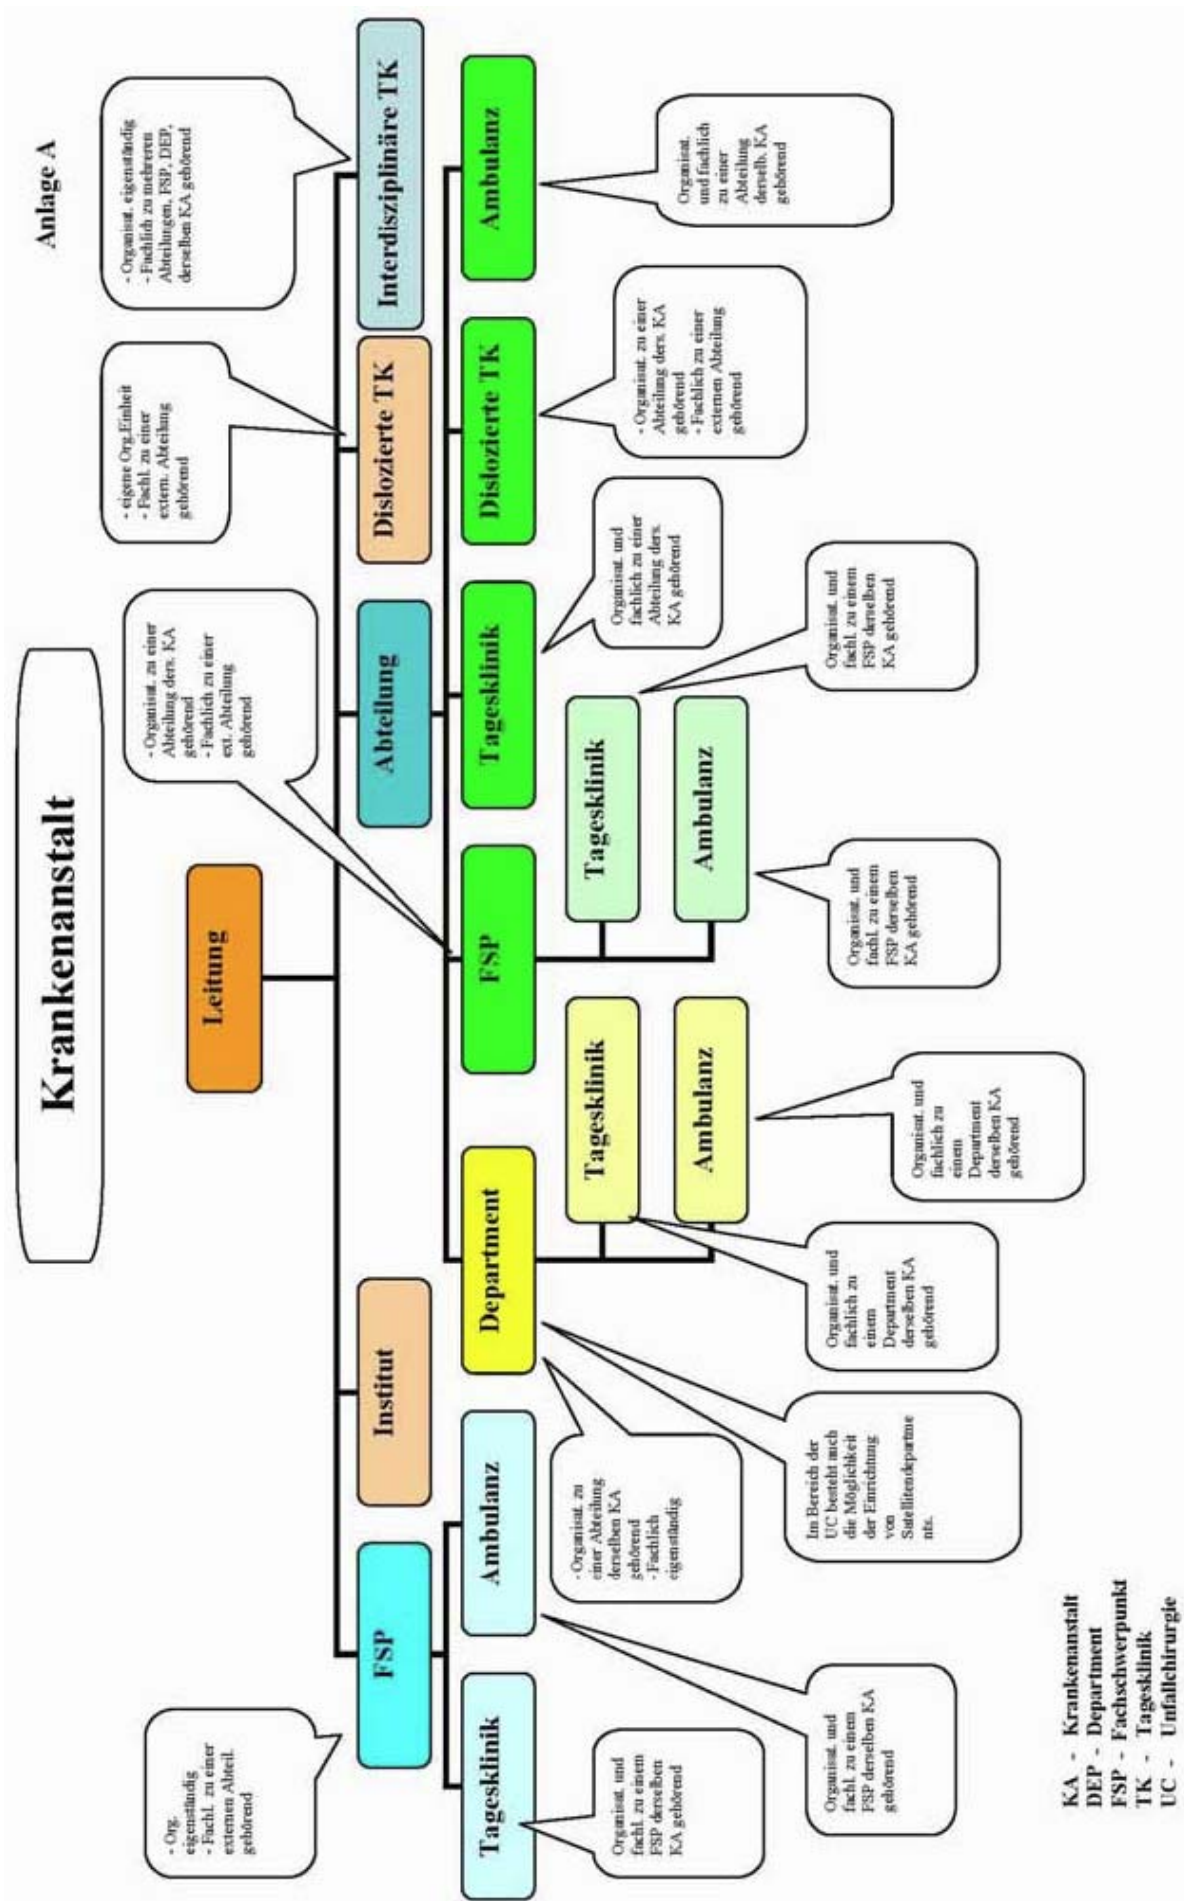 Anlage A
Krankenanstalt
Leitung
- Org.
eigenständig
- Fachl. zu einer
externen Abteil.
gehörend
- Organisat. zu einer
Abteilung ders. KA
gehörend
- Fachlich zu einer
ext. Abteilung
gehörend
- eigene Org.Einheit
- Fachl. zu einer
extern. Abteilung
gehörend
- Organisat. eigenständig
- Fachlich zu mehreren
Abteilungen, FSP, DEP,
derselben KA gehörend
FSP
Institut
Abteilung
Dislozierte TK
Interdisziplinäre TK
Tagesklinik
Ambulanz
Department
FSP
Tagesklinik
Dislozierte TK
Ambulanz
Tagesklinik
Ambulanz
Tagesklinik
Ambulanz
Organisat. und
fachl. zu einem
FSP derselben
KA gehörend
Organisat. und
fachl. zu einem
FSP derselben KA
gehörend
- Organisat. zu
einer Abteilung
derselben KA
gehörend
- Fachlich
eigenständig
Im Bereich der
UC besteht auch
die Möglichkeit
der Einrichtung
von
Satellitendepartme
nts.
Organisat. und
fachlich zu
einem
Department
derselben KA
gehörend
Organisat. und
fachlich zu
einem
Department
derselben KA
gehörend
Organisat. und
fachl. zu einem
FSP derselben
KA gehörend
Organisat. und
fachl. zu einem
FSP derselben
KA gehörend
Organisat. und
fachlich zu einer
Abteilung ders.
KA gehörend
- Organisat. zu einer
Abteilung ders. KA
gehörend
- Fachlich zu einer
externen Abteilung
gehörend
Organisat.
und fachlich
zu einer
Abteilung
derselb. KA
gehörend
KA - Krankenanstalt
DEP - Department
FSP - Fachschwerpunkt
TK - Tagesklinik
UC - Unfallchirurgie